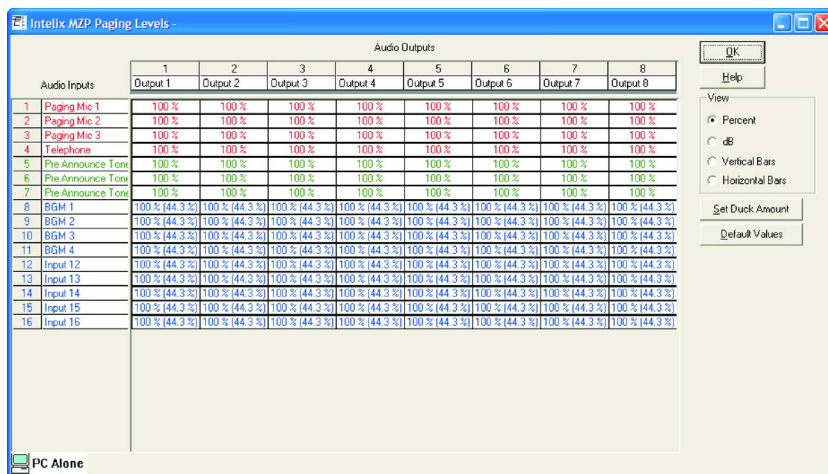 Intelix MZP Paging Levels -
Audio Outputs
1 2 3 4 5 6 7 8
Audio Inputs Output 1 Output 2 Output 3 Output 4 Output 5 Output 6 Output 7 Output 8
1 Paging Mic 1 100 % 100 % 100 % 100 % 100 % 100 % 100 % 100 %
2 Paging Mic 2 100 % 100 % 100 % 100 % 100 % 100 % 100 % 100 %
3 Paging Mic 3 100 % 100 % 100 % 100 % 100 % 100 % 100 % 100 %
4 Telephone 100 % 100 % 100 % 100 % 100 % 100 % 100 % 100 %
5 Pre Announce Tone 100 % 100 % 100 % 100 % 100 % 100 % 100 % 100 %
6 Pre Announce Tone 100 % 100 % 100 % 100 % 100 % 100 % 100 % 100 %
7 Pre Announce Tone 100 % 100 % 100 % 100 % 100 % 100 % 100 % 100 %
8 BGM 1 100 % (44.3 %) 100 % (44.3 %) 100 % (44.3 %) 100 % (44.3 %) 100 % (44.3 %) 100 % (44.3 %) 100 % (44.3 %) 100 % (44.3 %)
9 BGM 2 100 % (44.3 %) 100 % (44.3 %) 100 % (44.3 %) 100 % (44.3 %) 100 % (44.3 %) 100 % (44.3 %) 100 % (44.3 %) 100 % (44.3 %)
10 BGM 3 100 % (44.3 %) 100 % (44.3 %) 100 % (44.3 %) 100 % (44.3 %) 100 % (44.3 %) 100 % (44.3 %) 100 % (44.3 %) 100 % (44.3 %)
11 BGM 4 100 % (44.3 %) 100 % (44.3 %) 100 % (44.3 %) 100 % (44.3 %) 100 % (44.3 %) 100 % (44.3 %) 100 % (44.3 %) 100 % (44.3 %)
12 Input 12 100 % (44.3 %) 100 % (44.3 %) 100 % (44.3 %) 100 % (44.3 %) 100 % (44.3 %) 100 % (44.3 %) 100 % (44.3 %) 100 % (44.3 %)
13 Input 13 100 % (44.3 %) 100 % (44.3 %) 100 % (44.3 %) 100 % (44.3 %) 100 % (44.3 %) 100 % (44.3 %) 100 % (44.3 %) 100 % (44.3 %)
14 Input 14 100 % (44.3 %) 100 % (44.3 %) 100 % (44.3 %) 100 % (44.3 %) 100 % (44.3 %) 100 % (44.3 %) 100 % (44.3 %) 100 % (44.3 %)
15 Input 15 100 % (44.3 %) 100 % (44.3 %) 100 % (44.3 %) 100 % (44.3 %) 100 % (44.3 %) 100 % (44.3 %) 100 % (44.3 %) 100 % (44.3 %)
16 Input 16 100 % (44.3 %) 100 % (44.3 %) 100 % (44.3 %) 100 % (44.3 %) 100 % (44.3 %) 100 % (44.3 %) 100 % (44.3 %) 100 % (44.3 %)
OK
Help
View
Percent
dB
Vertical Bars
Horizontal Bars
Set Duck Amount
Default Values
PC Alone